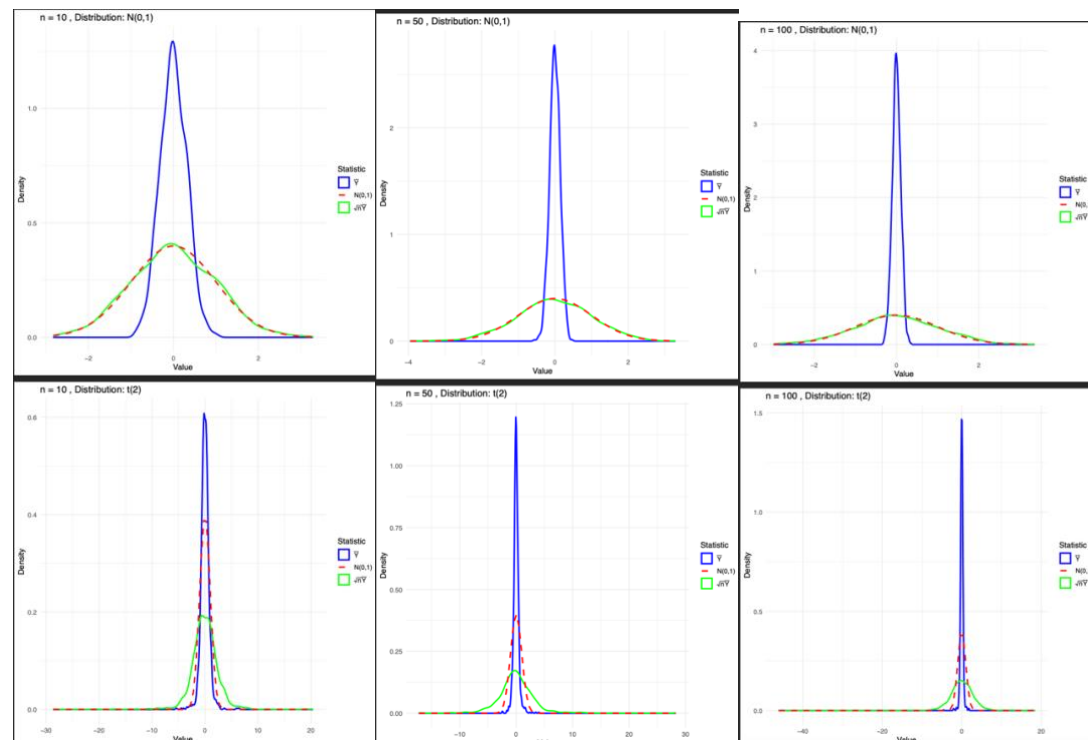 n = 10 , Distribution: N(0,1)
1.0
0.5
0.0
Density
−2
0
2
Value
Statistic
Ȳ
N(0,1)
√nȲ
n = 50 , Distribution: N(0,1)
2
1
0
Density
−4
−2
0
2
Value
Statistic
Ȳ
N(0,1)
√nȲ
n = 100 , Distribution: N(0,1)
4
3
2
1
0
Density
−2
0
2
Value
Statistic
Ȳ
N(0,
√nȲ
n = 10 , Distribution: t(2)
0.6
0.4
0.2
0.0
Density
−30
−20
−10
0
10
20
Value
Statistic
Ȳ
N(0,1)
√nȲ
n = 50 , Distribution: t(2)
1.25
1.00
0.75
0.50
0.25
0.00
Density
−10
0
10
20
30
Statistic
Ȳ
N(0,1)
√nȲ
n = 100 , Distribution: t(2)
1.5
1.0
0.5
0.0
Density
−40
−20
0
20
Value
Statistic
Ȳ
N(0,
√nȲ